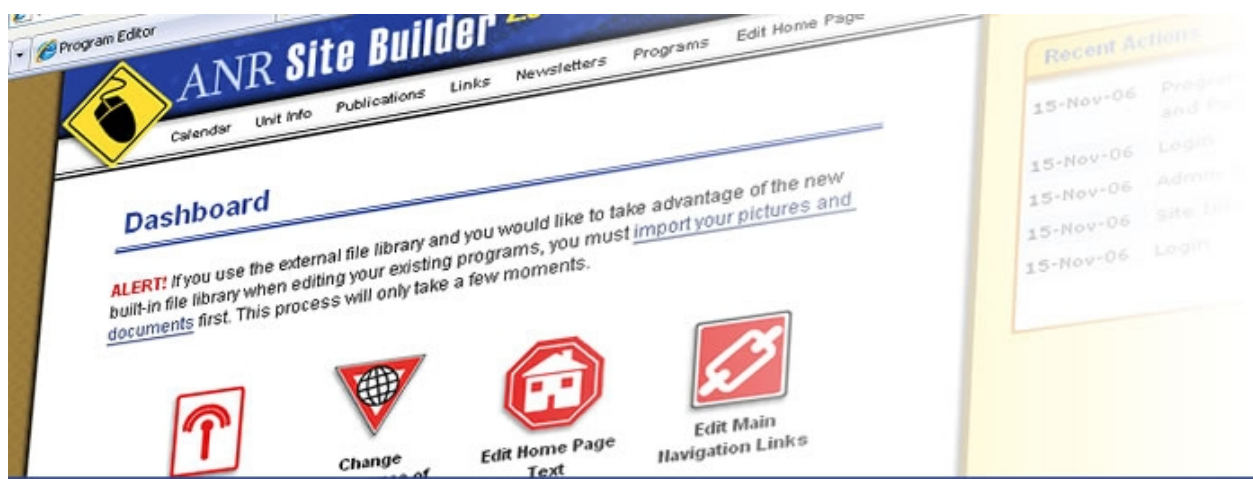 Program Editor
ANR Site Builder
Calendar Unit Info Publications Links Newsletters Programs Edit Home Page
Dashboard
ALERT! If you use the external file library and you would like to take advantage of the new
built-in file library when editing your existing programs, you must import your pictures and
documents first. This process will only take a few moments.
Change
Edit Home Page
Text
Edit Main
Navigation Links
Recent Actions
15-Nov-06
and
15-Nov-06 Login
15-Nov-06 Admin
15-Nov-06 Site
15-Nov-06 Login